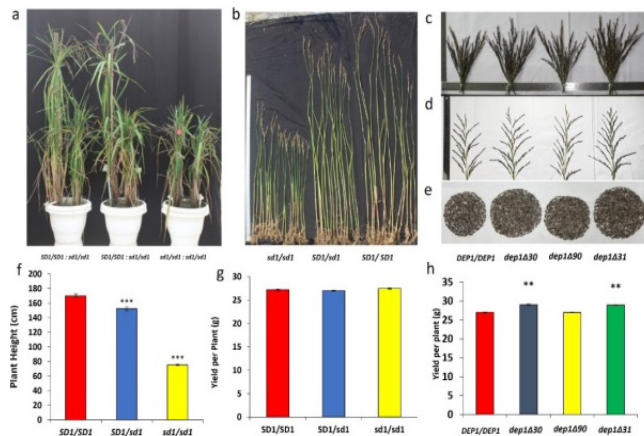 a
b
c
d
e
SD1/SD1 : sd1/sd1 SD1/SD1 : sd1/sd1 sd1/sd1 : sd1/sd1
sd1/sd1 SD1/sd1 SD1/ SD1
DEP1/DEP1 dep1Δ30 dep1Δ90 dep1Δ31
f
Plant Height (cm)
180
160
140
120
100
80
60
40
20
0
***
***
SD1/SD1 SD1/sd1 sd1/sd1
g
Yield per Plant (g)
35
30
25
20
15
10
5
0
SD1/SD1 SD1/sd1 sd1/sd1
h
Yield per plant (g)
35
30
25
20
15
10
5
0
**
**
DEP1/DEP1 dep1Δ30 dep1Δ90 dep1Δ31